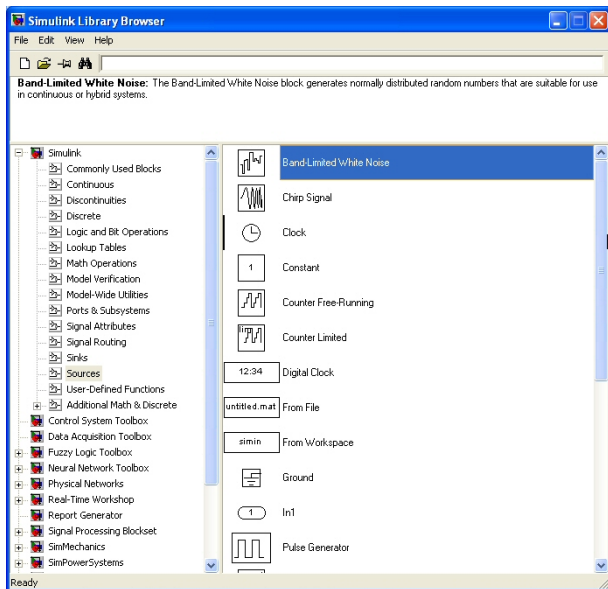 Simulink Library Browser
File Edit View Help
Band-Limited White Noise: The Band-Limited White Noise block generates normally distributed random numbers that are suitable for use
in continuous or hybrid systems.
Simulink
Commonly Used Blocks
Continuous
Discontinuities
Discrete
Logic and Bit Operations
Lookup Tables
Math Operations
Model Verification
Model-Wide Utilities
Ports & Subsystems
Signal Attributes
Signal Routing
Sinks
Sources
User-Defined Functions
Additional Math & Discrete
Control System Toolbox
Data Acquisition Toolbox
Fuzzy Logic Toolbox
Neural Network Toolbox
Physical Networks
Real-Time Workshop
Report Generator
Signal Processing Blockset
SimMechanics
SimPowerSystems
Band-Limited White Noise
Chirp Signal
Clock
1 Constant
Counter Free-Running
lim Counter Limited
12:34 Digital Clock
untitled.mat From File
simin From Workspace
Ground
1 In1
Pulse Generator
Ready